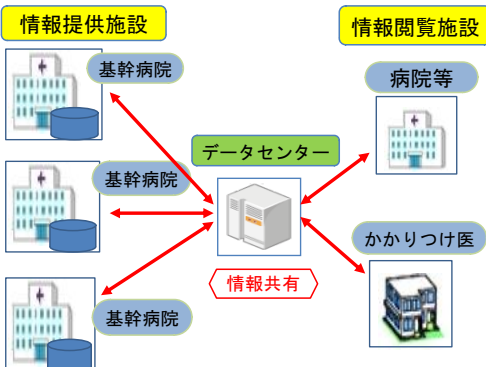 情報提供施設
情報閲覧施設
基幹病院
病院等
データセンター
基幹病院
かかりつけ医
情報共有
基幹病院